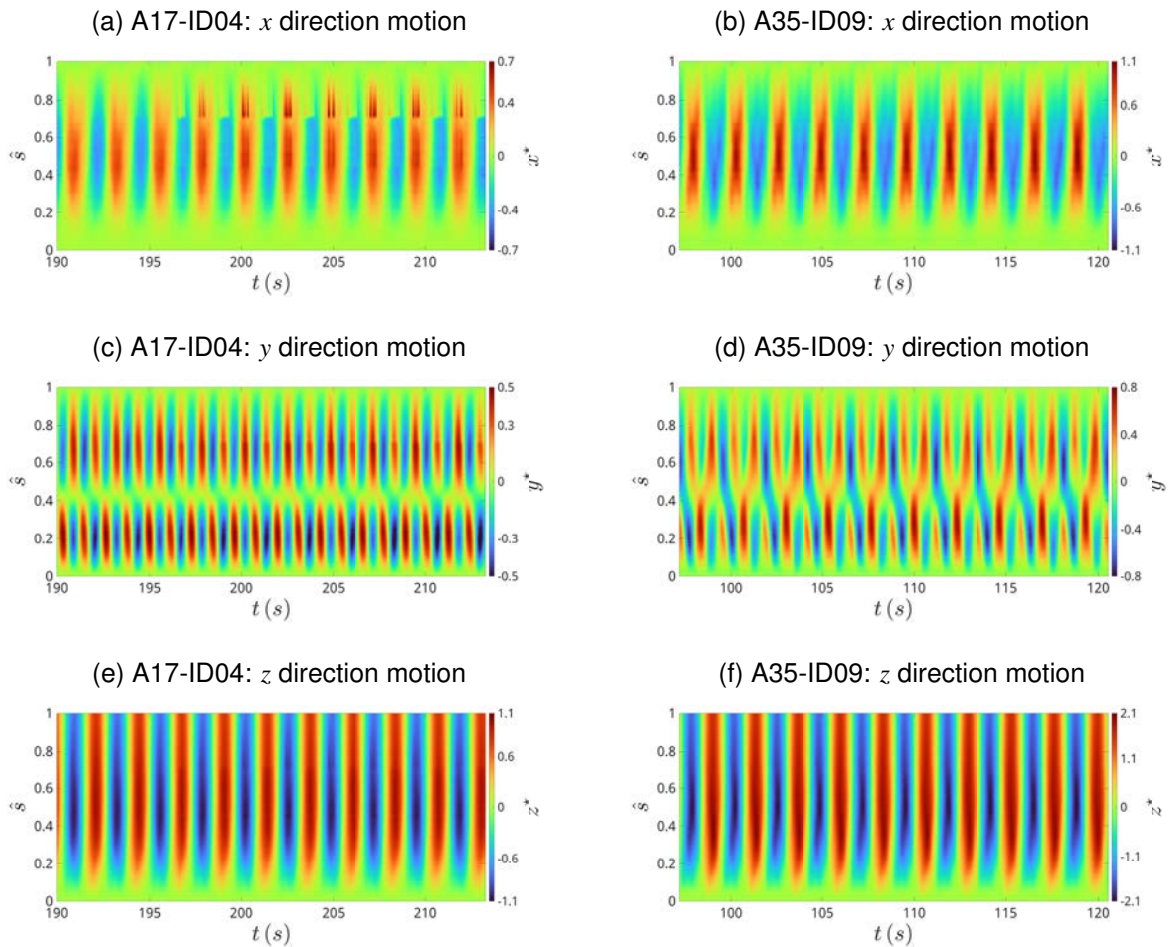 (a) A17-ID04: x direction motion
1
0.8
0.6
0.4
0.2
0
ŝ
190 195 200 205 210
t (s)
0.7
0.4
0
-0.4
-0.7
x*
(b) A35-ID09: x direction motion
1
0.8
0.6
0.4
0.2
0
ŝ
100 105 110 115 120
t (s)
1.1
0.6
0
-0.6
-1.1
x*
(c) A17-ID04: y direction motion
1
0.8
0.6
0.4
0.2
0
ŝ
190 195 200 205 210
t (s)
0.5
0.3
0
-0.3
-0.5
y*
(d) A35-ID09: y direction motion
1
0.8
0.6
0.4
0.2
0
ŝ
100 105 110 115 120
t (s)
0.8
0.4
0
-0.4
-0.8
y*
(e) A17-ID04: z direction motion
1
0.8
0.6
0.4
0.2
0
ŝ
190 195 200 205 210
t (s)
1.1
0.6
0
-0.6
-1.1
z*
(f) A35-ID09: z direction motion
1
0.8
0.6
0.4
0.2
0
ŝ
100 105 110 115 120
t (s)
2.1
1.1
0
-1.1
-2.1
z*